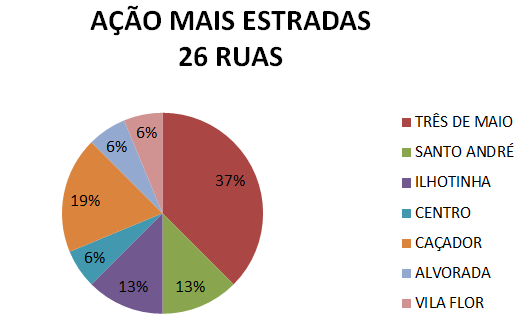 AÇÃO MAIS ESTRADAS
26 RUAS
6%
6%
37%
19%
6%
13%
13%
TRÊS DE MAIO
SANTO ANDRÉ
ILHOTINHA
CENTRO
CAÇADOR
ALVORADA
VILA FLOR